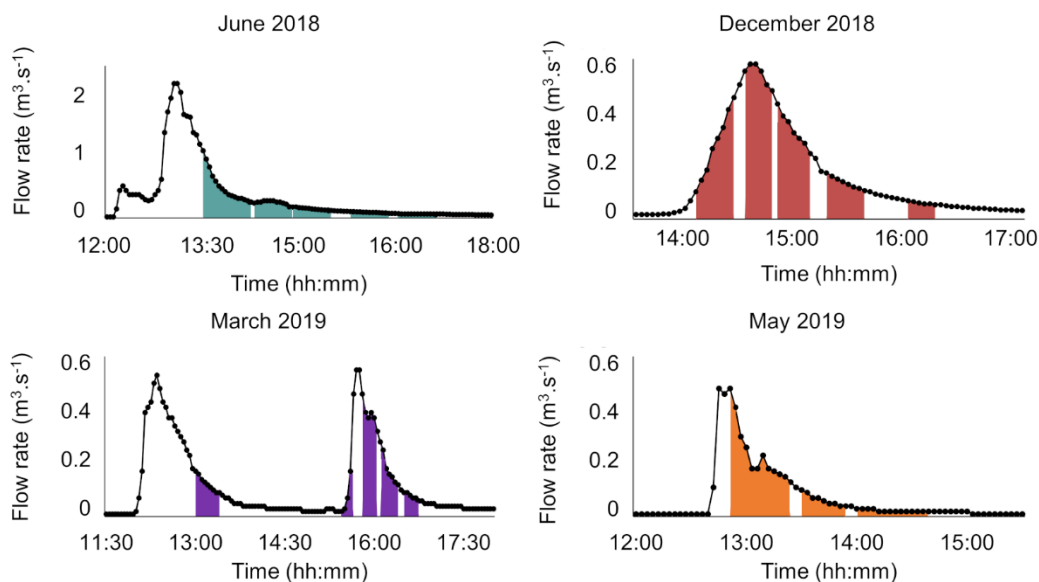 June 2018
Flow rate (m³.s⁻¹)
2
1
0
12:00 13:30 15:00 16:00 18:00
Time (hh:mm)
December 2018
Flow rate (m³.s⁻¹)
0.6
0.4
0.2
0
14:00 15:00 16:00 17:00
Time (hh:mm)
March 2019
Flow rate (m³.s⁻¹)
0.6
0.4
0.2
0
11:30 13:00 14:30 16:00 17:30
Time (hh:mm)
May 2019
Flow rate (m³.s⁻¹)
0.6
0.4
0.2
0
12:00 13:00 14:00 15:00
Time (hh:mm)